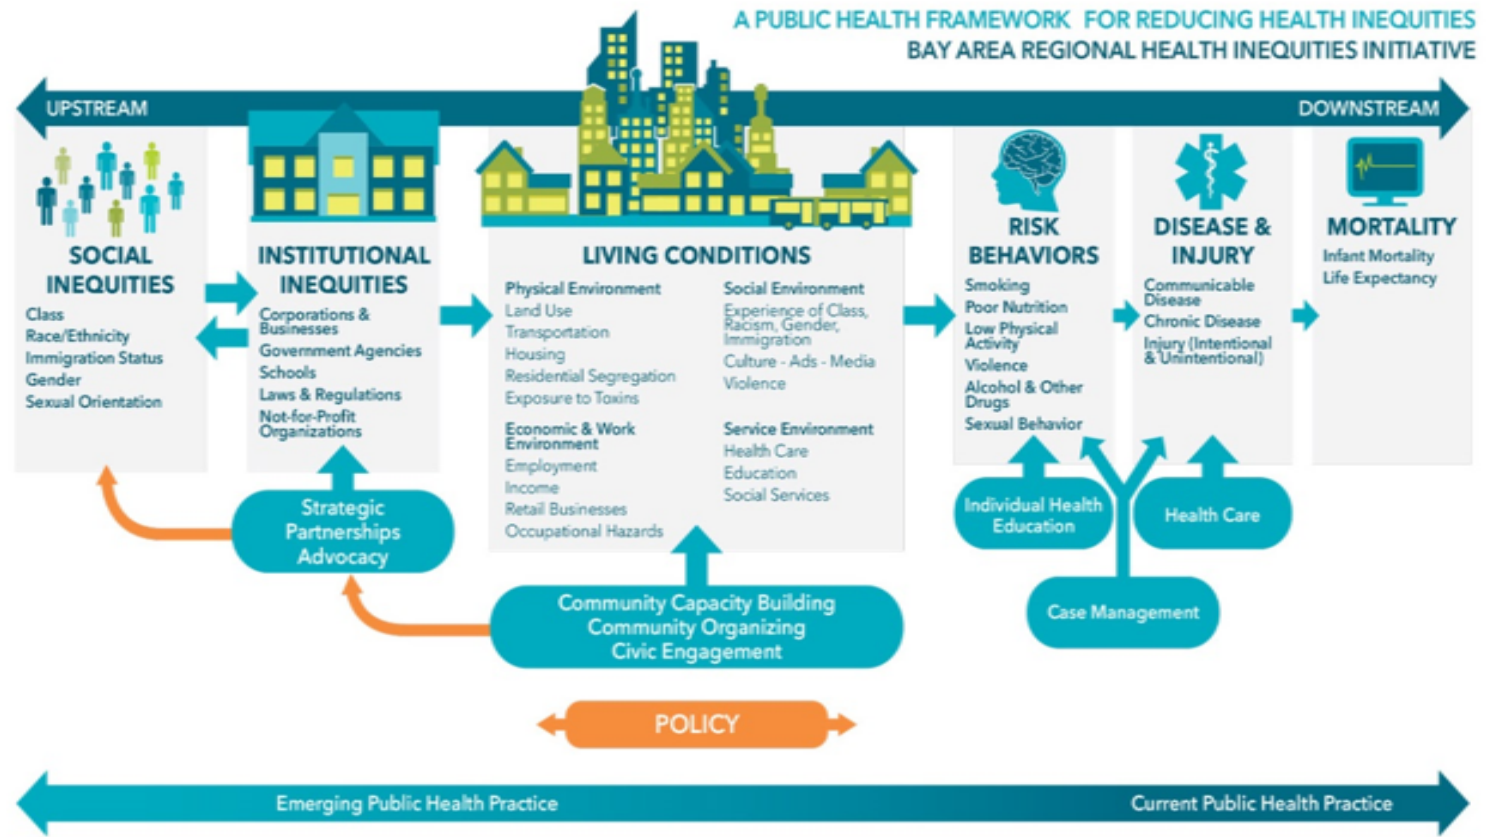 A PUBLIC HEALTH FRAMEWORK FOR REDUCING HEALTH INEQUITIES
BAY AREA REGIONAL HEALTH INEQUITIES INITIATIVE
UPSTREAM
DOWNSTREAM
SOCIAL
INEQUITIES
Class
Race/Ethnicity
Immigration Status
Gender
Sexual Orientation
INSTITUTIONAL
INEQUITIES
Corporations &
Businesses
Government Agencies
Schools
Laws & Regulations
Not-for-Profit
Organizations
LIVING CONDITIONS
Physical Environment
Land Use
Transportation
Housing
Residential Segregation
Exposure to Toxins
Economic & Work
Environment
Employment
Income
Retail Businesses
Occupational Hazards
Social Environment
Experience of Class,
Racism, Gender,
Immigration
Culture - Ads - Media
Violence
Service Environment
Health Care
Education
Social Services
RISK
BEHAVIORS
Smoking
Poor Nutrition
Low Physical
Activity
Violence
Alcohol & Other
Drugs
Sexual Behavior
DISEASE &
INJURY
Communicable
Disease
Chronic Disease
Injury (Intentional
& Unintentional)
MORTALITY
Infant Mortality
Life Expectancy
Strategic
Partnerships
Advocacy
Community Capacity Building
Community Organizing
Civic Engagement
Individual Health
Education
Health Care
Case Management
POLICY
Emerging Public Health Practice
Current Public Health Practice